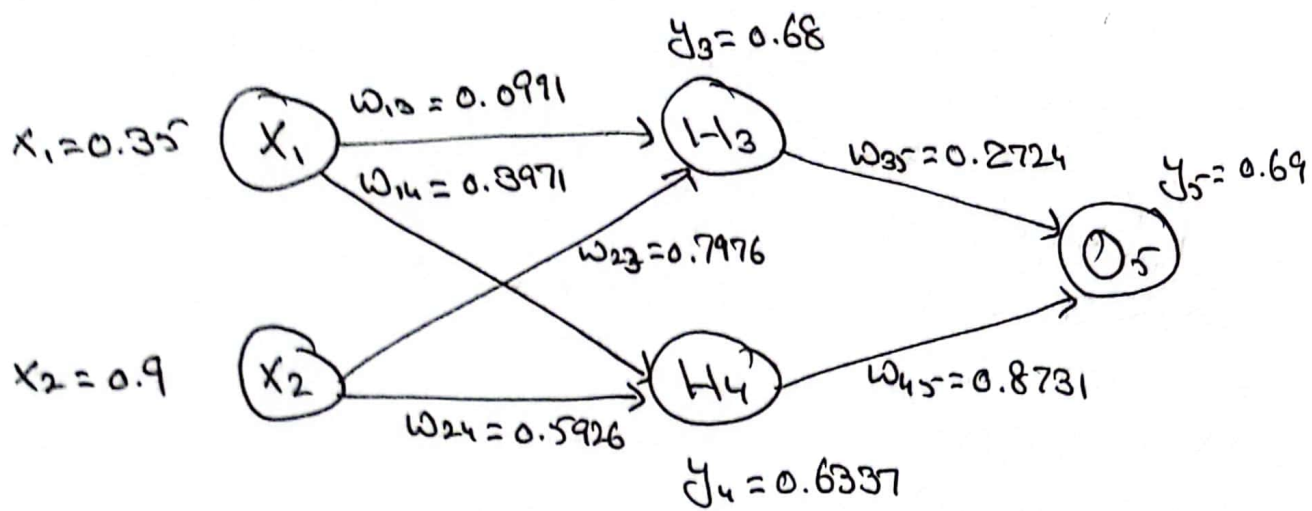 y₃ = 0.68
w₁₃ = 0.0991
x₁ = 0.35
X₁
H₃
w₁₄ = 0.3971
w₃₅ = 0.2724
y₅ = 0.69
w₂₃ = 0.7976
O₅
x₂ = 0.9
X₂
H₄
w₄₅ = 0.8731
w₂₄ = 0.5926
y₄ = 0.6337